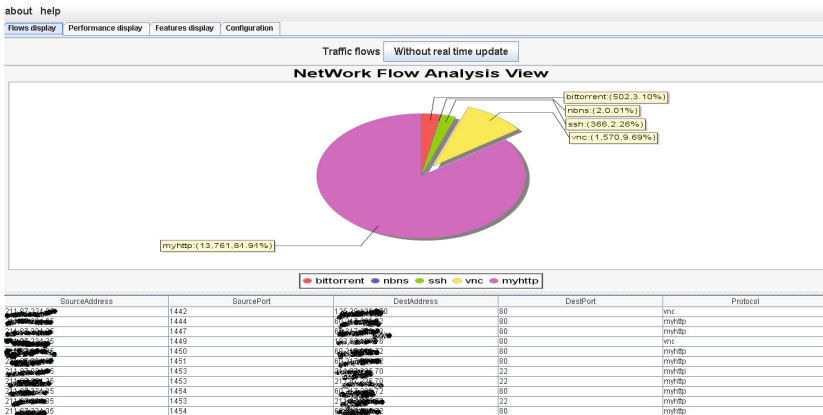 about help
Flows display Performance display Features display Configuration
Traffic flows Without real time update
NetWork Flow Analysis View
bittorrent:(502,3.10%)
nbns:(2,0.01%)
ssh:(366,2.26%)
vnc:(1,570,9.69%)
myhttp:(13,761,84.94%)
bittorrent nbns ssh vnc myhttp
SourceAddress SourcePort DestAddress DestPort Protocol
1442 80 vnc
1444 80 myhttp
1447 80 myhttp
1449 80 vnc
1450 80 myhttp
1451 80 myhttp
1453 22 myhttp
1453 22 myhttp
1454 80 myhttp
1453 22 myhttp
1454 80 myhttp